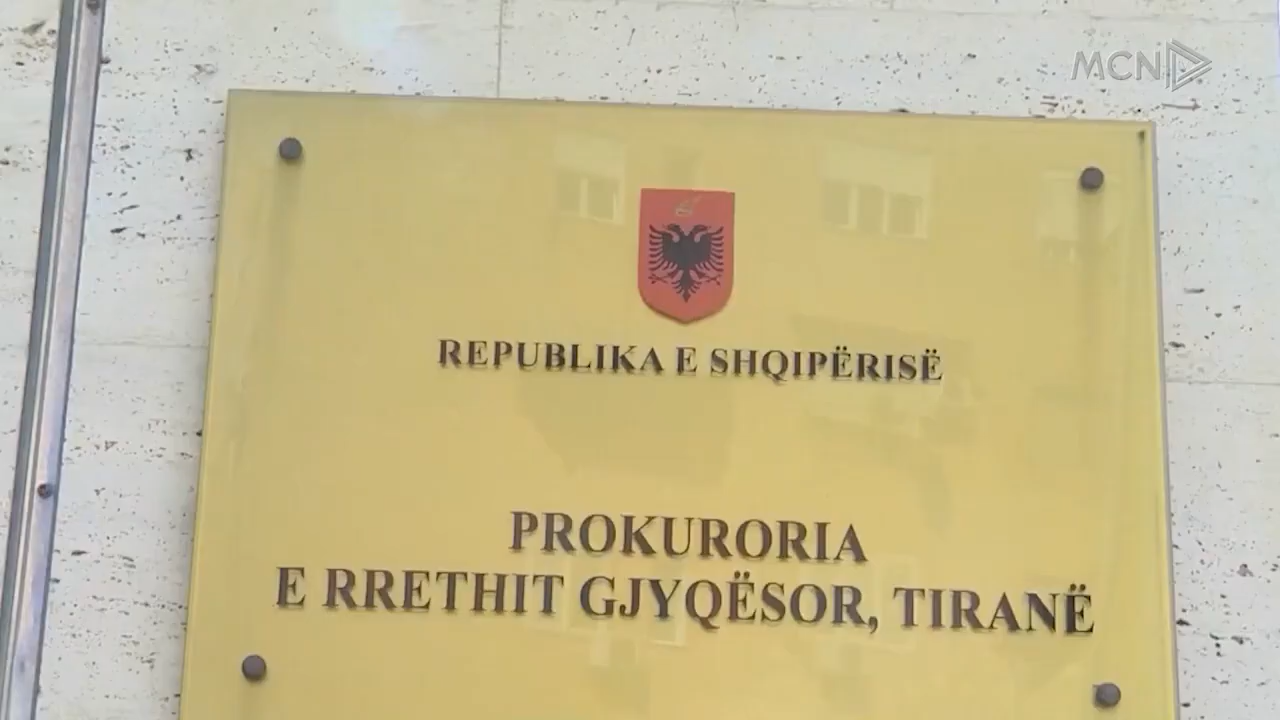 MCN
REPUBLIKA E SHQIPËRISË
PROKURORIA
E RRETHIT GJYQËSOR, TIRANË